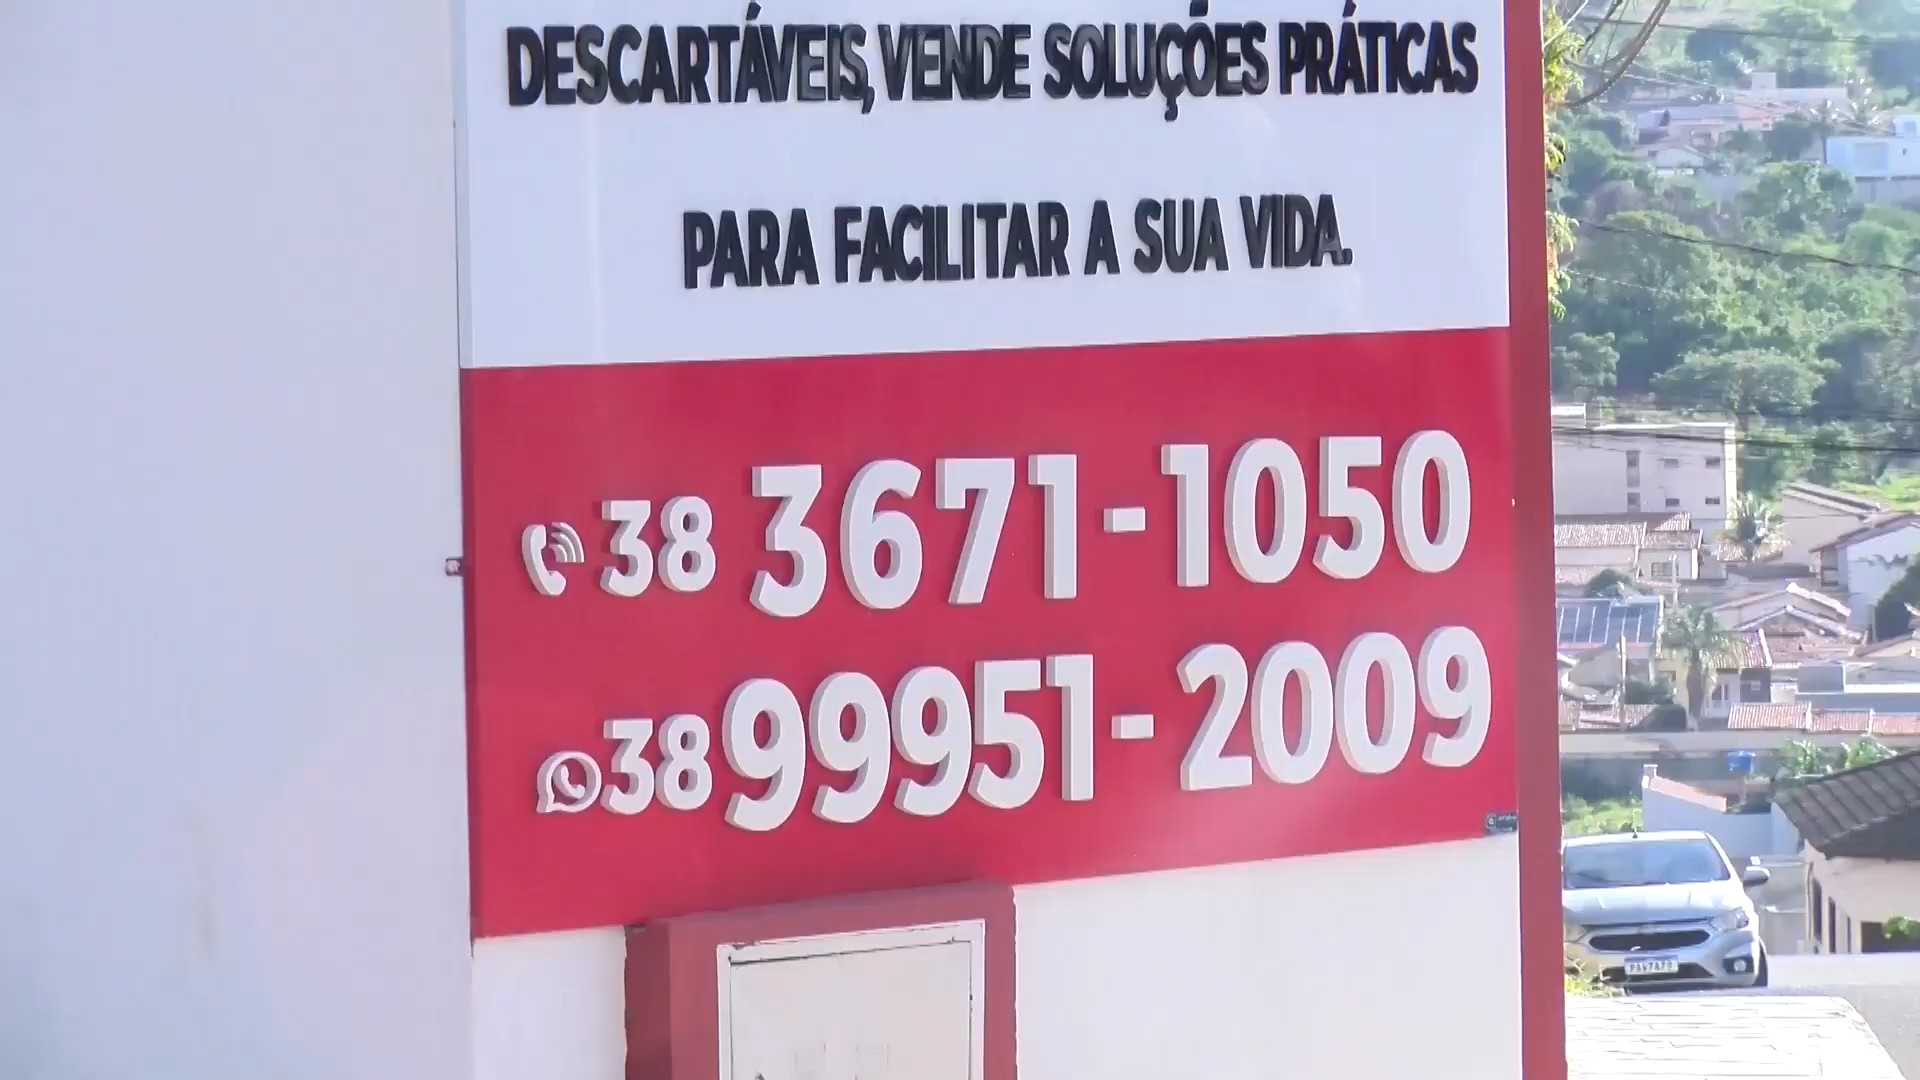 DESCARTÁVEIS, VENDE SOLUÇÕES PRÁTICAS
PARA FACILITAR A SUA VIDA.
38 3671-1050
38 99951-2009